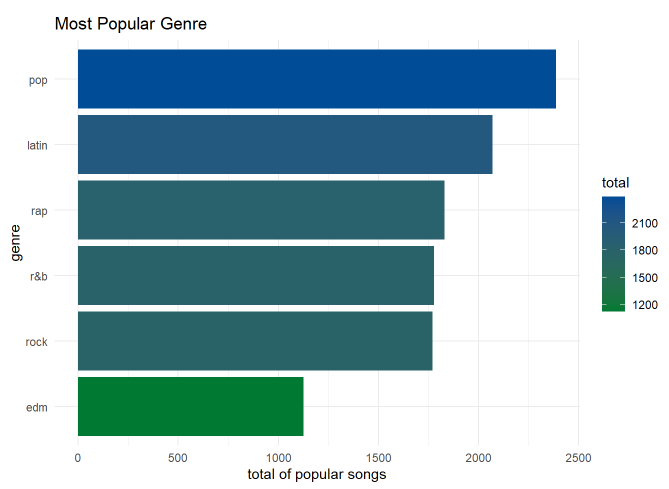 Most Popular Genre
pop
latin
rap
r&b
rock
edm
genre
0 500 1000 1500 2000 2500
total of popular songs
total
2100
1800
1500
1200